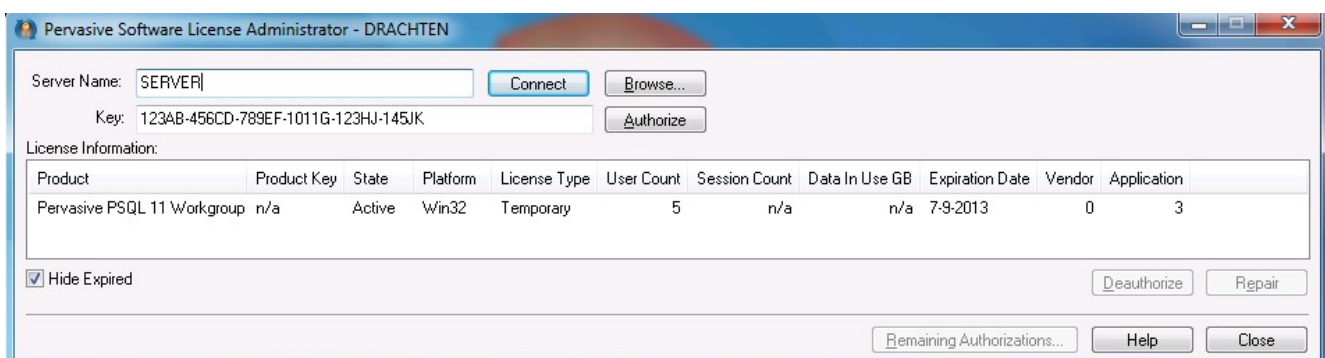 Pervasive Software License Administrator - DRACHTEN
Server Name: SERVER Connect Browse...
Key: 123AB-456CD-789EF-1011G-123HJ-145JK Authorize
License Information:
Product Product Key State Platform License Type User Count Session Count Data In Use GB Expiration Date Vendor Application
Pervasive PSQL 11 Workgroup n/a Active Win32 Temporary 5 n/a n/a 7-9-2013 0 3
Hide Expired Deauthorize Repair
Remaining Authorizations... Help Close